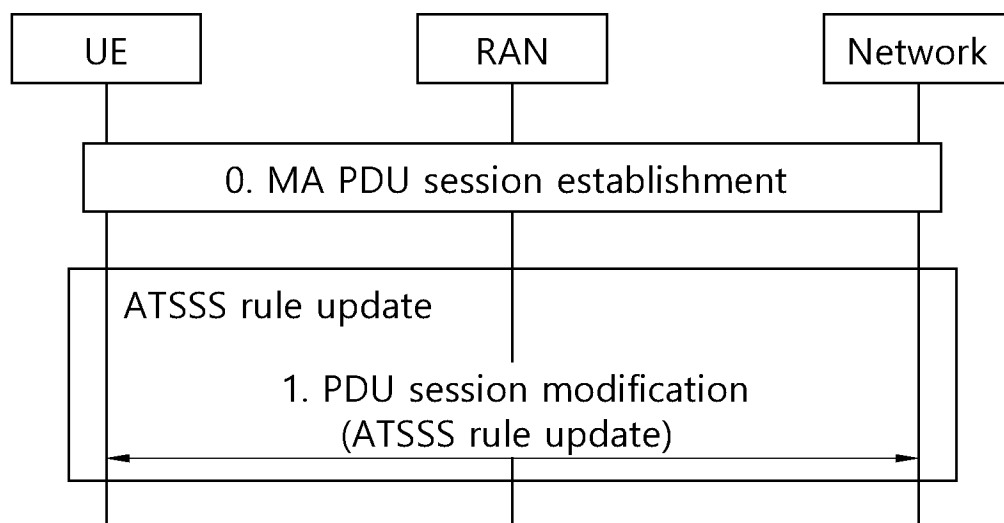 UE
RAN
Network
0. MA PDU session establishment
ATSSS rule update
1. PDU session modification
(ATSSS rule update)